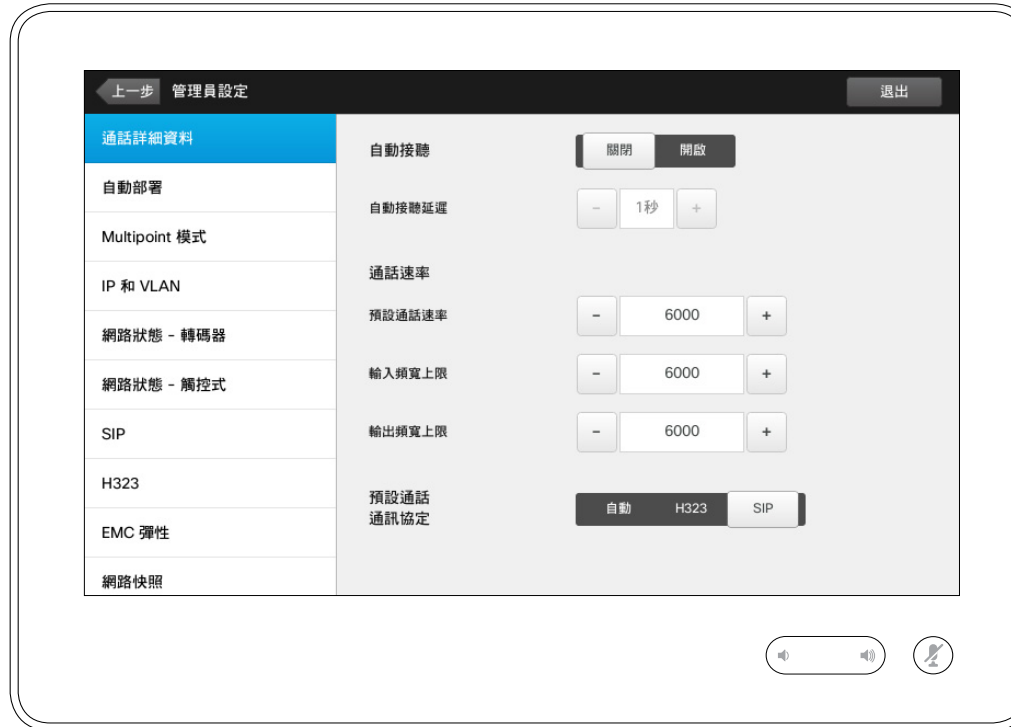 上一步 管理員設定 退出
通話詳細資料
自動部署
Multipoint 模式
IP 和 VLAN
網路狀態 - 轉碼器
網路狀態 - 觸控式
SIP
H323
EMC 彈性
網路快照
自動接聽 關閉 開啟
自動接聽延遲 - 1秒 +
通話速率
預設通話速率 - 6000 +
輸入頻寬上限 - 6000 +
輸出頻寬上限 - 6000 +
預設通話
通訊協定
自動 H323 SIP